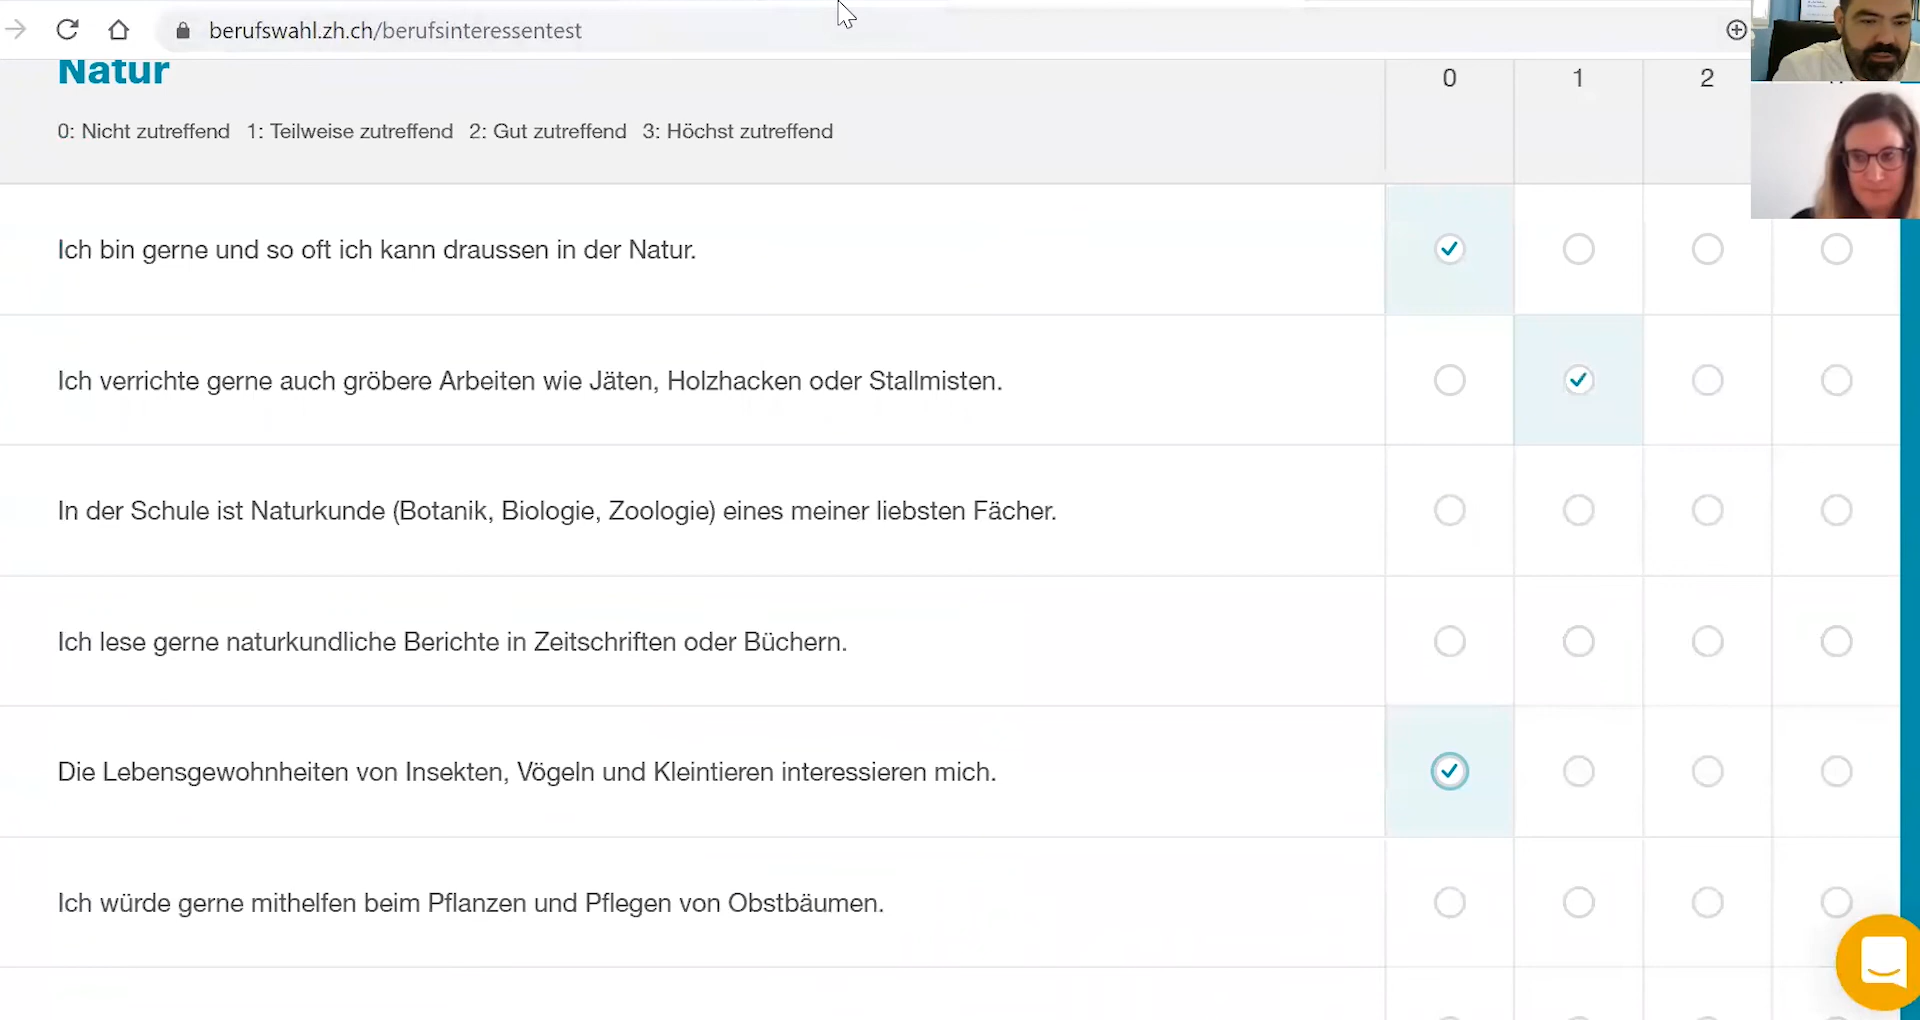 berufswahl.zh.ch/berufsinteressentest
Natur
0 1 2
0: Nicht zutreffend 1: Teilweise zutreffend 2: Gut zutreffend 3: Höchst zutreffend
Ich bin gerne und so oft ich kann draussen in der Natur.
Ich verrichte gerne auch gröbere Arbeiten wie Jäten, Holzhacken oder Stallmisten.
In der Schule ist Naturkunde (Botanik, Biologie, Zoologie) eines meiner liebsten Fächer.
Ich lese gerne naturkundliche Berichte in Zeitschriften oder Büchern.
Die Lebensgewohnheiten von Insekten, Vögeln und Kleintieren interessieren mich.
Ich würde gerne mithelfen beim Pflanzen und Pflegen von Obstbäumen.